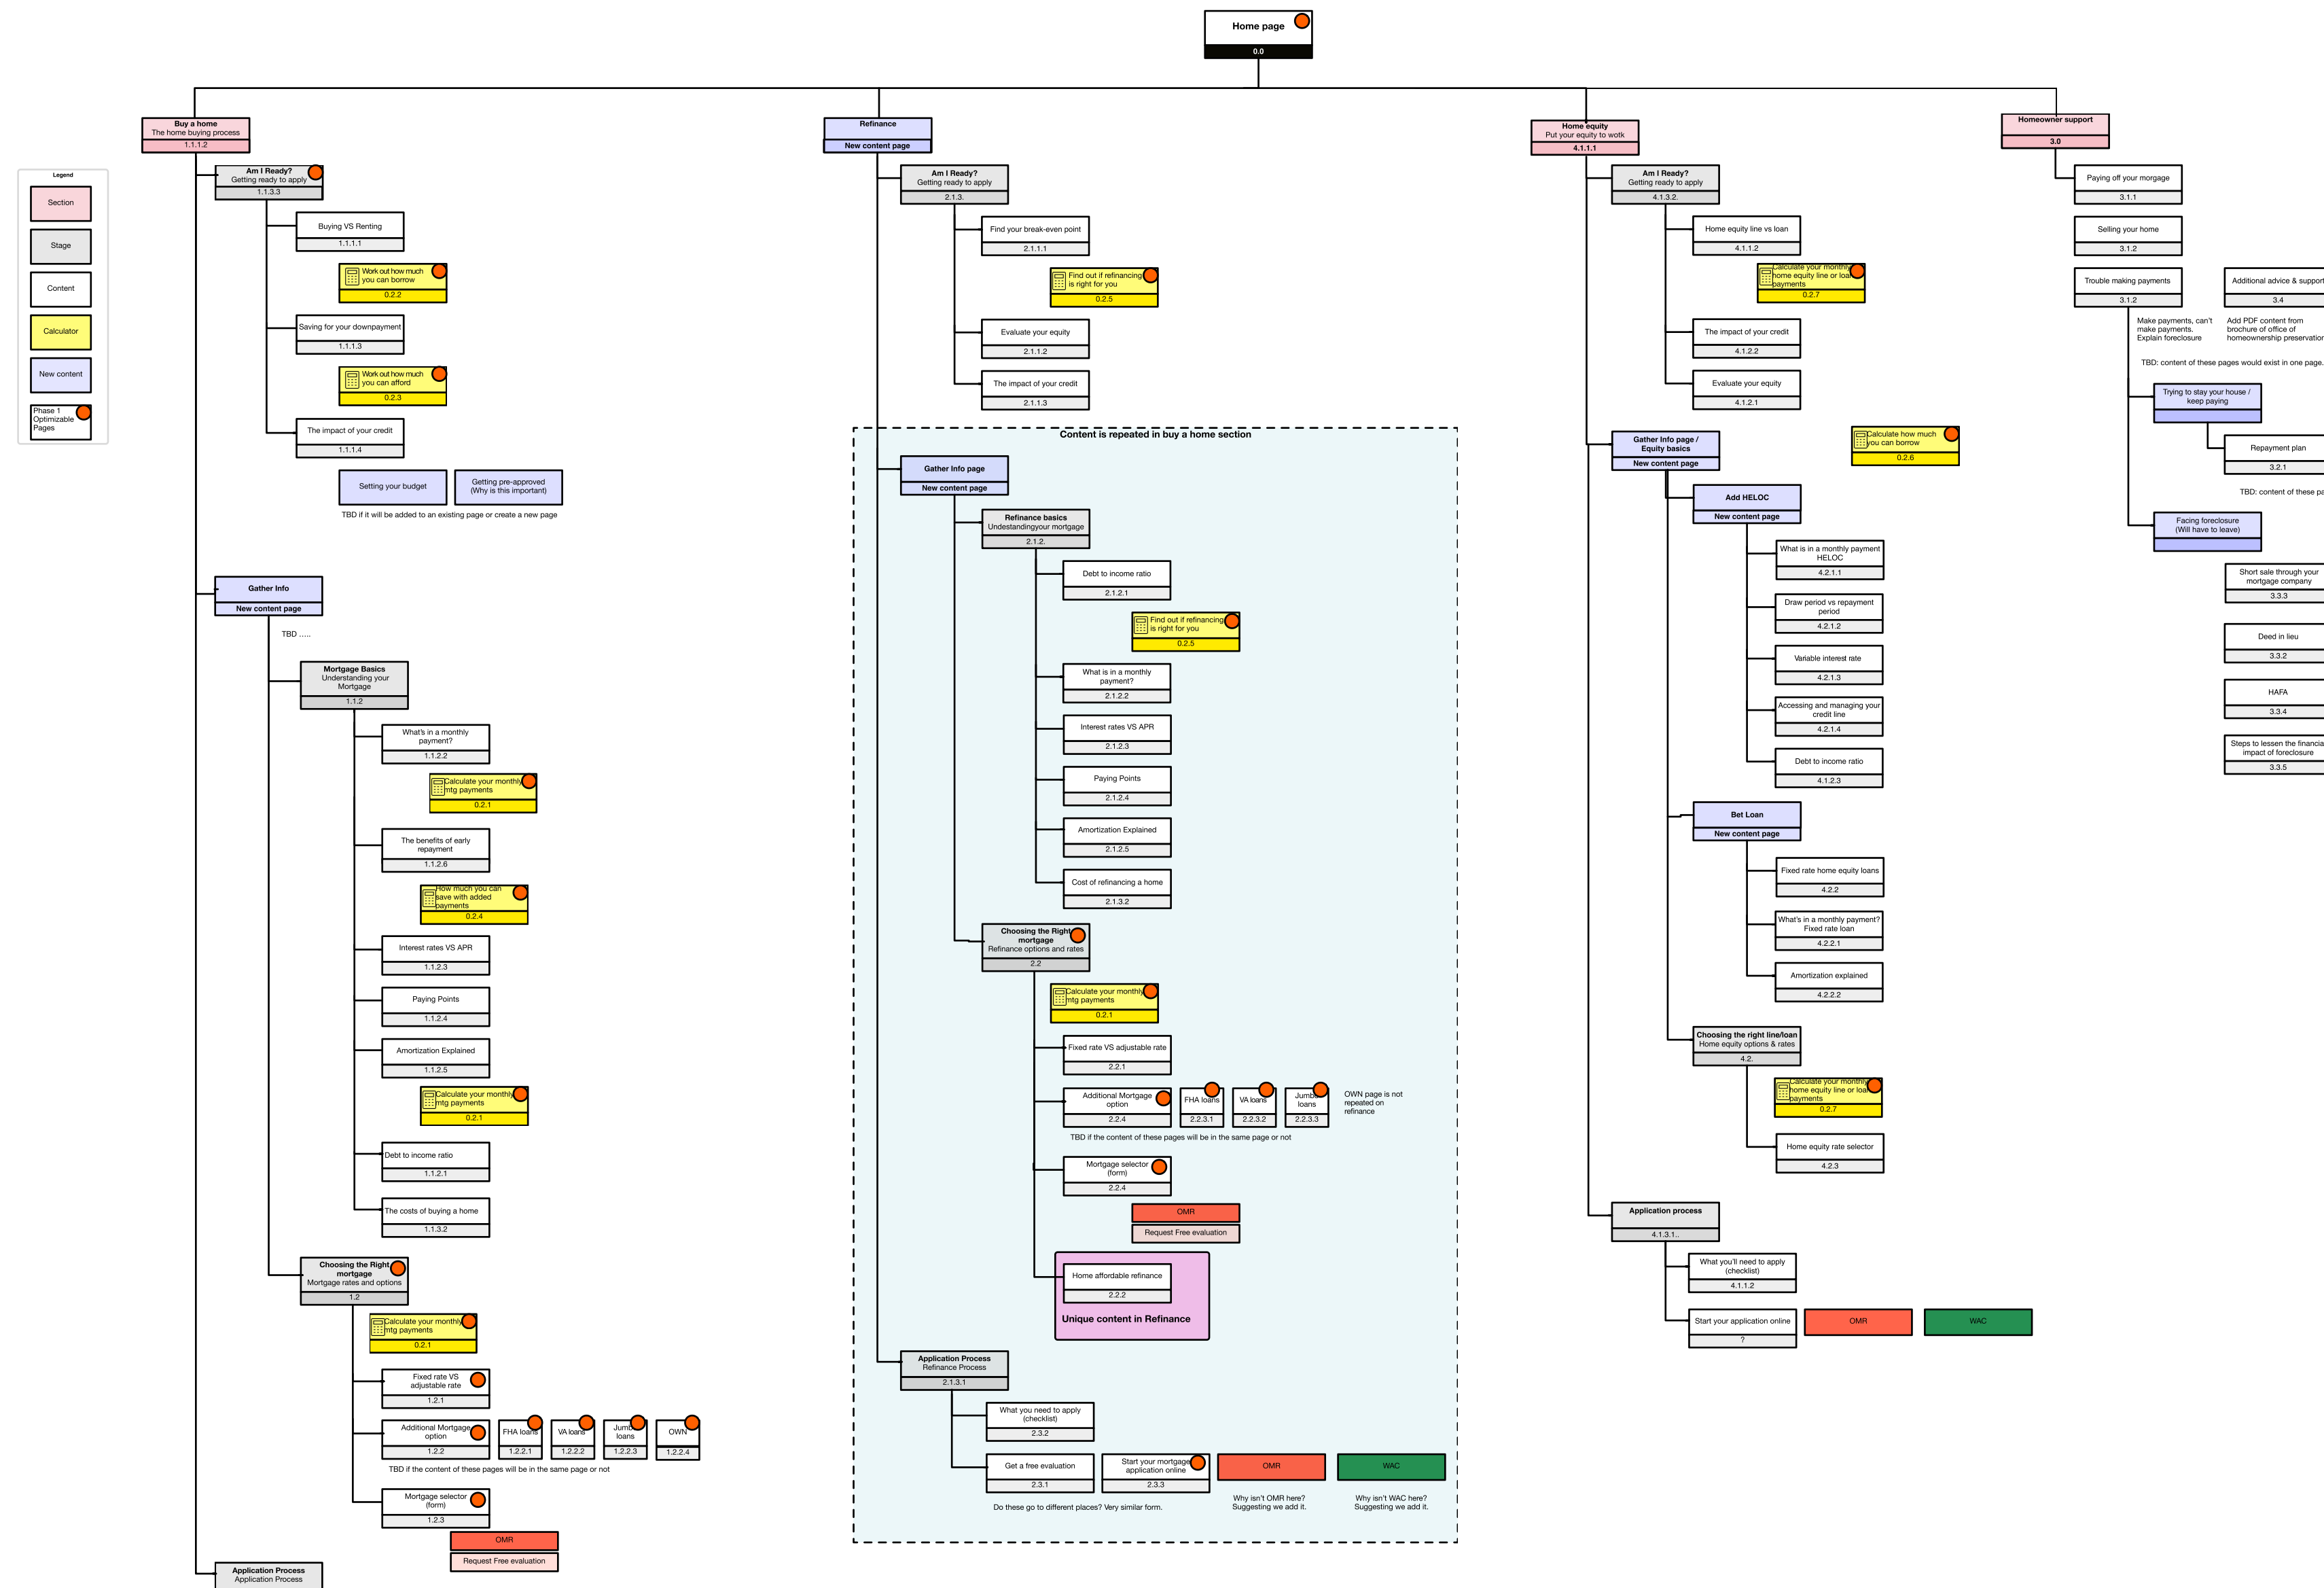 Home page
0.0
Legend
Section
Stage
Content
Calculator
New content
Phase 1
Optimizable
Pages
Buy a home
The home buying process
1.1.1.2
Am I Ready?
Getting ready to apply
1.1.3.3
Buying VS Renting
1.1.1.1
Work out how much
you can borrow
0.2.2
Saving for your downpayment
1.1.1.3
Work out how much
you can afford
0.2.3
The impact of your credit
1.1.1.4
Setting your budget
Getting pre-approved
(Why is this important)
TBD if it will be added to an existing page or create a new page
Gather Info
New content page
TBD .....
Mortgage Basics
Understanding your
Mortgage
1.1.2
What's in a monthly
payment?
1.1.2.2
Calculate your monthly
mtg payments
0.2.1
The benefits of early
repayment
1.1.2.6
How much you can
save with added
payments
0.2.4
Interest rates VS APR
1.1.2.3
Paying Points
1.1.2.4
Amortization Explained
1.1.2.5
Calculate your monthly
mtg payments
0.2.1
Debt to income ratio
1.1.2.1
The costs of buying a home
1.1.3.2
Choosing the Right
mortgage
Mortgage rates and options
1.2
Calculate your monthly
mtg payments
0.2.1
Fixed rate VS
adjustable rate
1.2.1
Additional Mortgage
option
1.2.2
FHA loans
1.2.2.1
VA loans
1.2.2.2
loans
1.2.2.3
OWN
1.2.2.4
TBD if the content of these pages will be in the same page or not
Mortgage selector
(form)
1.2.3
OMR
Request Free evaluation
Application Process
Application Process
Refinance
New content page
Am I Ready?
Getting ready to apply
2.1.3.
Find your break-even point
2.1.1.1
Find out if refinancing
is right for you
0.2.5
Evaluate your equity
2.1.1.2
The impact of your credit
2.1.1.3
Content is repeated in buy a home section
Gather Info page
New content page
Refinance basics
Undestandingyour mortgage
2.1.2.
Debt to income ratio
2.1.2.1
Find out if refinancing
is right for you
0.2.5
What is in a monthly
payment?
2.1.2.2
Interest rates VS APR
2.1.2.3
Paying Points
2.1.2.4
Amortization Explained
2.1.2.5
Cost of refinancing a home
2.1.3.2
Choosing the Right
mortgage
Refinance options and rates
2.2
Calculate your monthly
mtg payments
0.2.1
Fixed rate VS adjustable rate
2.2.1
Additional Mortgage
option
2.2.4
FHA loans
2.2.3.1
VA loans
2.2.3.2
loans
2.2.3.3
OWN page is not
repeated on
refinance
TBD if the content of these pages will be in the same page or not
Mortgage selector
(form)
2.2.4
OMR
Request Free evaluation
Home affordable refinance
2.2.2
Unique content in Refinance
Application Process
Refinance Process
2.1.3.1
What you need to apply
(checklist)
2.3.2
Get a free evaluation
2.3.1
Start your mortgage
application online
2.3.3
OMR
WAC
Do these go to different places? Very similar form.
Why isn't OMR here?
Suggesting we add it.
Why isn't WAC here?
Suggesting we add it.
Home equity
Put your equity to wotk
4.1.1.1
Am I Ready?
Getting ready to apply
4.1.3.2.
Home equity line vs loan
4.1.1.2
Calculate your monthly
home equity line or loan
payments
0.2.7
The impact of your credit
4.1.2.2
Evaluate your equity
4.1.2.1
Gather Info page /
Equity basics
New content page
Calculate how much
you can borrow
0.2.6
Add HELOC
New content page
What is in a monthly payment
HELOC
4.2.1.1
Draw period vs repayment
period
4.2.1.2
Variable interest rate
4.2.1.3
Accessing and managing your
credit line
4.2.1.4
Debt to income ratio
4.1.2.3
Bet Loan
New content page
Fixed rate home equity loans
4.2.2
What's in a monthly payment?
Fixed rate loan
4.2.2.1
Amortization explained
4.2.2.2
Choosing the right line/loan
Home equity options & rates
4.2.
Calculate your monthly
home equity line or loan
payments
0.2.7
Home equity rate selector
4.2.3
Application process
4.1.3.1..
What you'll need to apply
(checklist)
4.1.1.2
Start your application online
?
OMR
WAC
Homeowner support
3.0
Paying off your morgage
3.1.1
Selling your home
3.1.2
Trouble making payments
3.1.2
Additional advice & support
3.4
Make payments, can't
make payments.
Explain foreclosure
Add PDF content from
brochure of office of
homeownership preservation
TBD: content of these pages would exist in one page.
Trying to stay your house /
keep paying
Repayment plan
3.2.1
TBD: content of these
Facing foreclosure
(Will have to leave)
Short sale through your
mortgage company
3.3.3
Deed in lieu
3.3.2
HAFA
3.3.4
Steps to lessen the financia
impact of foreclosure
3.3.5